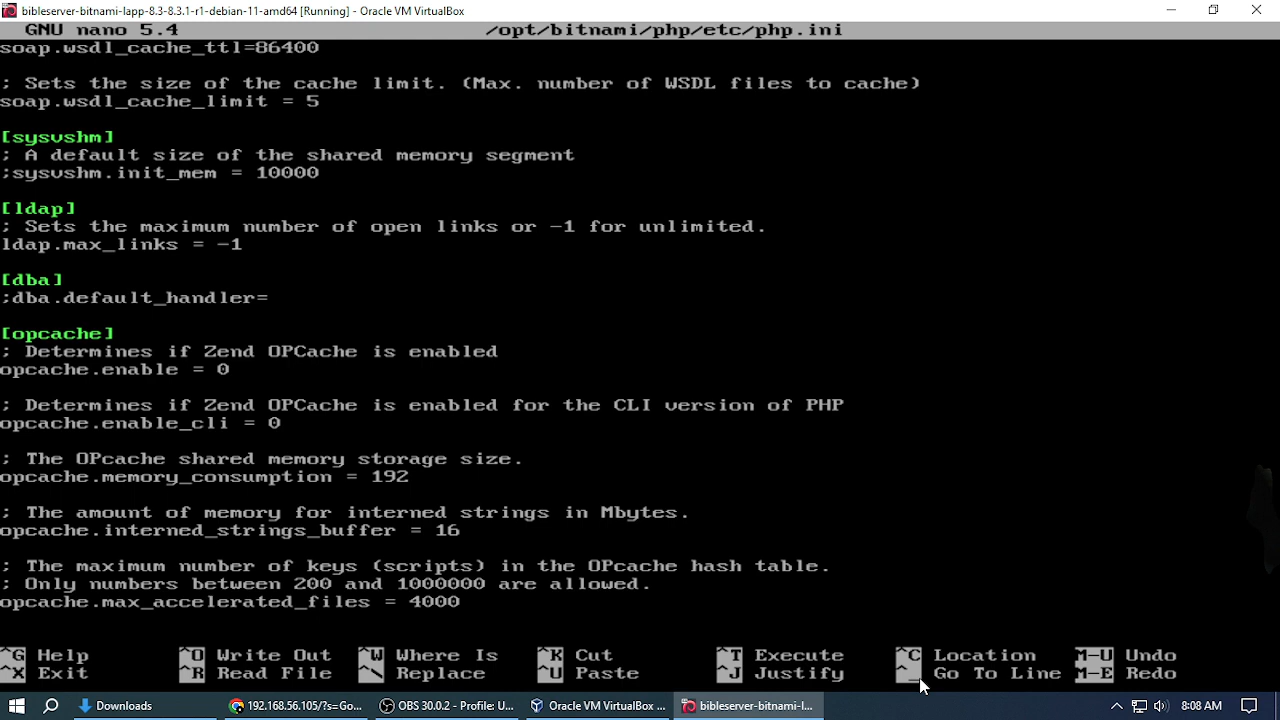 bibleserver-bitnami-lapp-8.3-8.3.1-r1-debian-11-amd64 [Running] - Oracle VM VirtualBox
GNU nano 5.4 /opt/bitnami/php/etc/php.ini
soap.wsdl_cache_ttl=86400
; Sets the size of the cache limit. (Max. number of WSDL files to cache)
soap.wsdl_cache_limit = 5
[sysvshm]
; A default size of the shared memory segment
;sysvshm.init_mem = 10000
[ldap]
; Sets the maximum number of open links or -1 for unlimited.
ldap.max_links = -1
[dba]
;dba.default_handler=
[opcache]
; Determines if Zend OPCache is enabled
opcache.enable = 0
; Determines if Zend OPCache is enabled for the CLI version of PHP
opcache.enable_cli = 0
; The OPcache shared memory storage size.
opcache.memory_consumption = 192
; The amount of memory for interned strings in Mbytes.
opcache.interned_strings_buffer = 16
; The maximum number of keys (scripts) in the OPcache hash table.
; Only numbers between 200 and 1000000 are allowed.
opcache.max_accelerated_files = 4000
^G Help ^O Write Out ^W Where Is ^K Cut ^T Execute ^C Location M-U Undo
^X Exit ^R Read File ^\ Replace ^U Paste ^J Justify ^_ Go To Line M-E Redo
Downloads 192.168.56.105/?s=Go... OBS 30.0.2 - Profile: U... Oracle VM VirtualBox ... bibleserver-bitnami-l... 8:08 AM